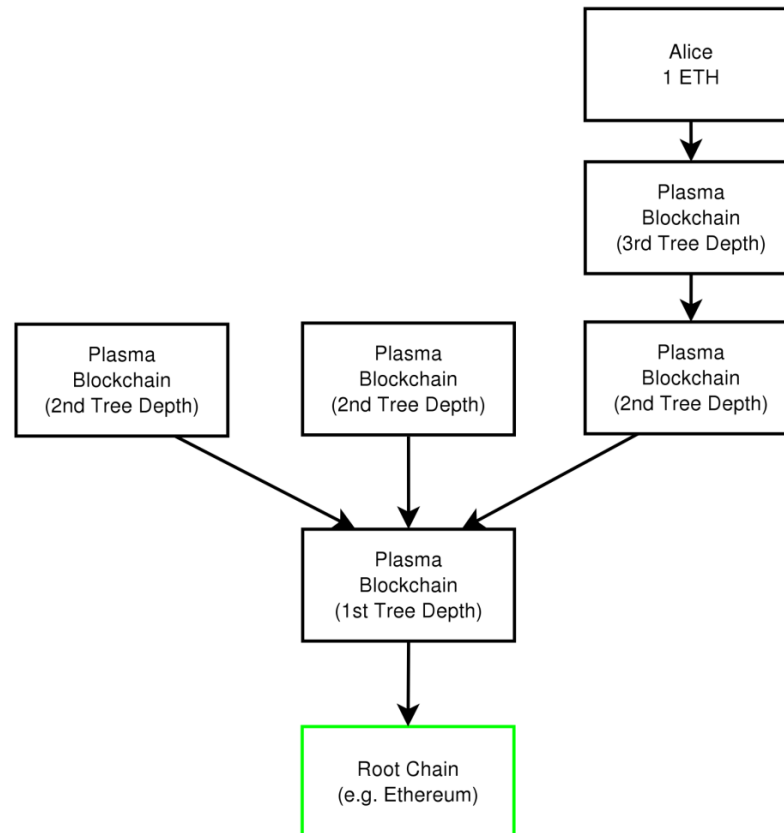 Alice
1 ETH
Plasma
Blockchain
(3rd Tree Depth)
Plasma
Blockchain
(2nd Tree Depth)
Plasma
Blockchain
(2nd Tree Depth)
Plasma
Blockchain
(2nd Tree Depth)
Plasma
Blockchain
(1st Tree Depth)
Root Chain
(e.g. Ethereum)